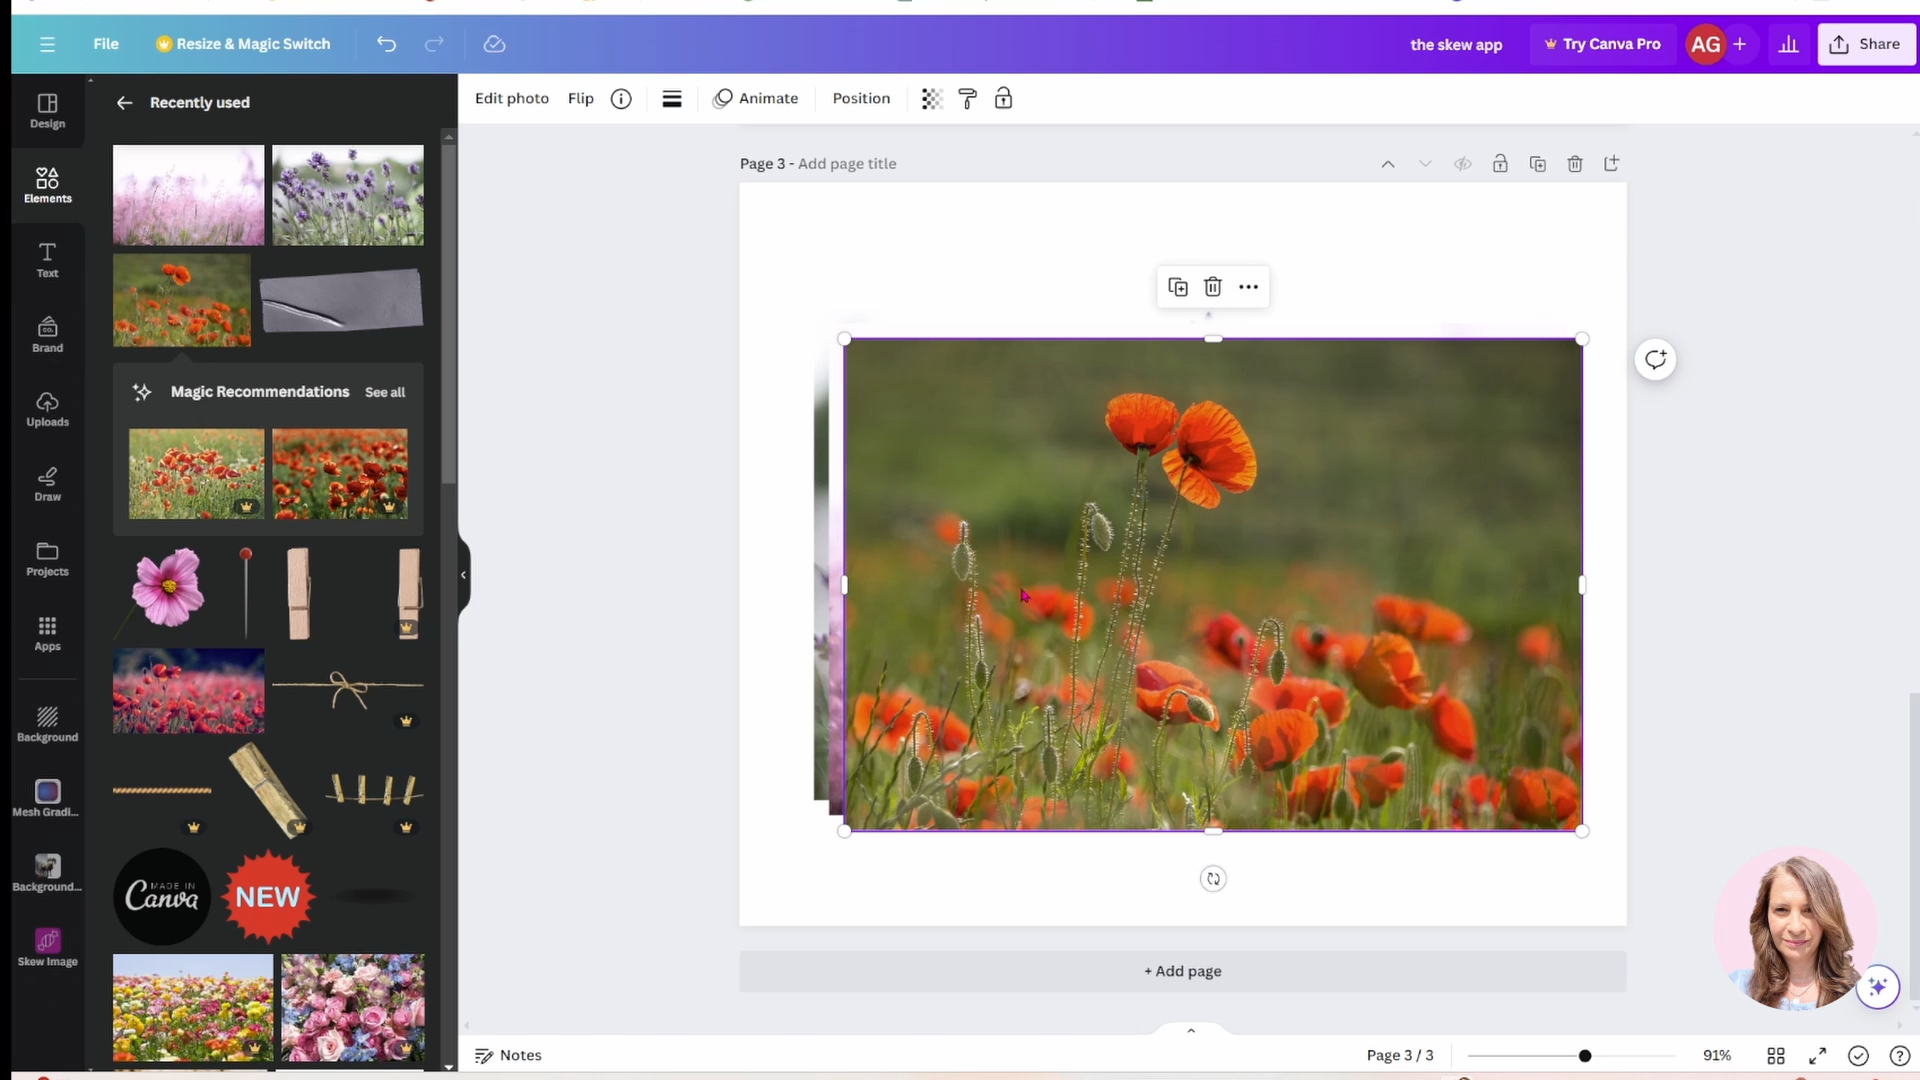 File
Resize & Magic Switch
the skew app
Try Canva Pro
AG
Share
Design
Elements
Text
Brand
Uploads
Draw
Projects
Apps
Background
Mesh Gradi...
Background...
Skew Image
Recently used
Magic Recommendations
See all
MADE IN
Canva
NEW
Edit photo
Flip
Animate
Position
Page 3 - Add page title
+ Add page
Notes
Page 3 / 3
91%